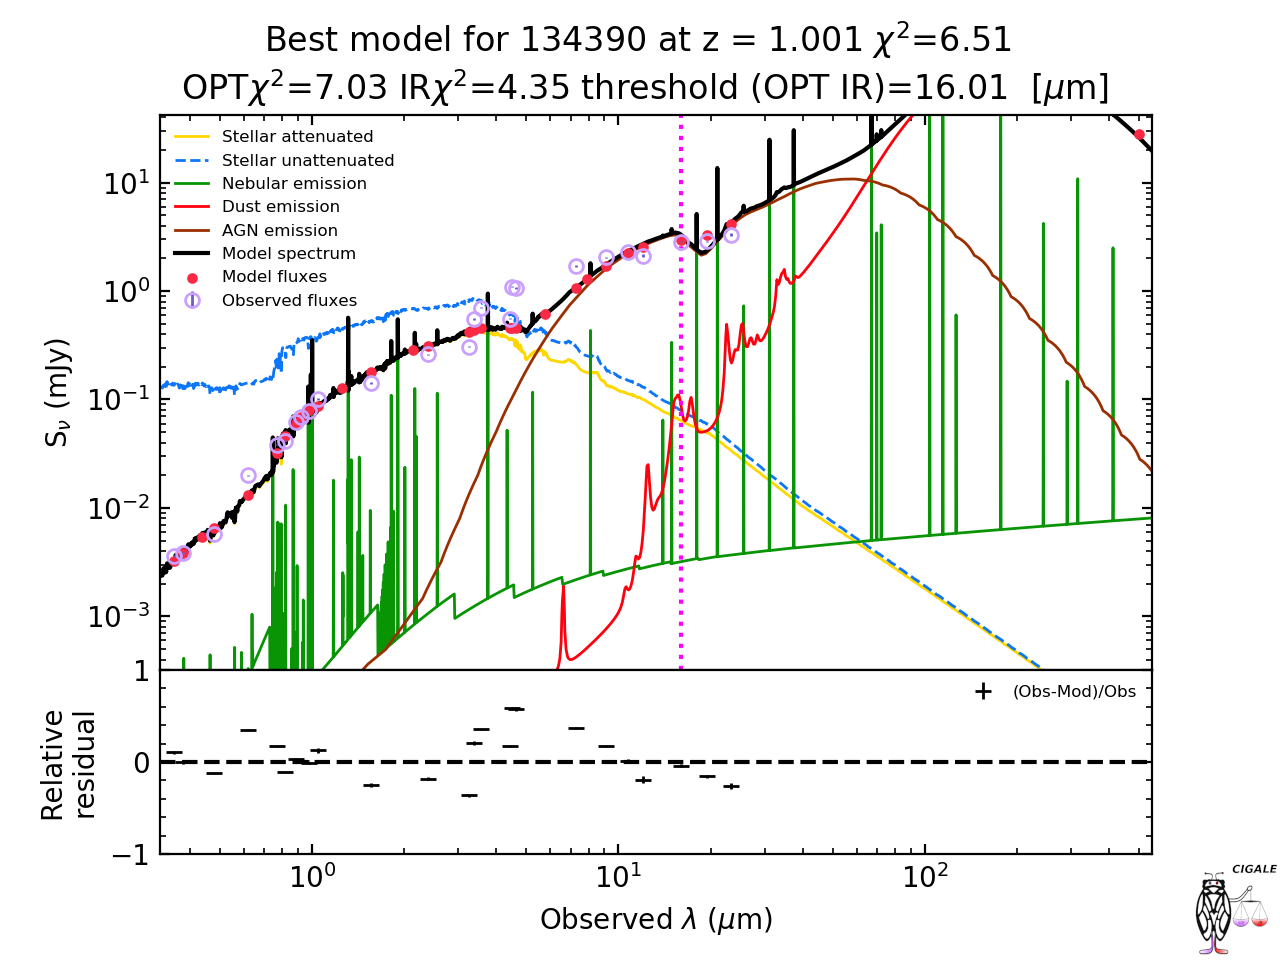 Best model for 134390 at z = 1.001 χ²=6.51
OPTχ²=7.03 IRχ²=4.35 threshold (OPT IR)=16.01 [μm]
Stellar attenuated
Stellar unattenuated
Nebular emission
Dust emission
AGN emission
Model spectrum
Model fluxes
Observed fluxes
10¹
10⁰
10⁻¹
10⁻²
10⁻³
S_ν (mJy)
1
0
−1
Relative
residual
(Obs-Mod)/Obs
10⁰ 10¹ 10²
Observed λ (μm)
CIGALE